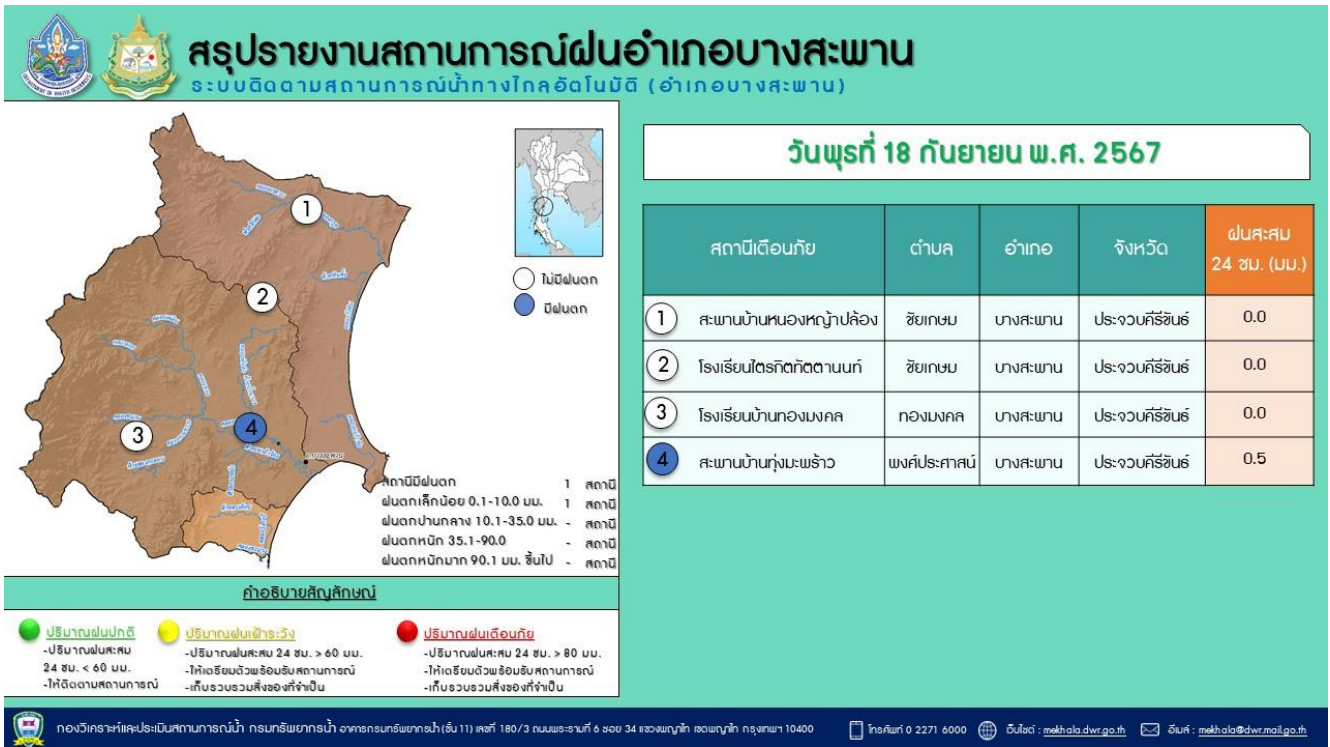 สรุปรายงานสถานการณ์ฝนอำเภอบางสะพาน
ระบบติดตามสถานการณ์น้ำทางไกลอัตโนมัติ (อำเภอบางสะพาน)
วันพุธที่ 18 กันยายน พ.ศ. 2567
1
2
3
4
ไม่มีฝนตก
มีฝนตก
สถานีมีฝนตก 1 สถานี
ฝนตกเล็กน้อย 0.1-10.0 มม. 1 สถานี
ฝนตกปานกลาง 10.1-35.0 มม. - สถานี
ฝนตกหนัก 35.1-90.0 - สถานี
ฝนตกหนักมาก 90.1 มม. ขึ้นไป - สถานี
สถานีเตือนภัย ตำบล อำเภอ จังหวัด ฝนสะสม 24 ชม. (มม.)
1 สะพานบ้านหนองหญ้าปล้อง ชัยเกษม บางสะพาน ประจวบคีรีขันธ์ 0.0
2 โรงเรียนไตรกิตทัตตานนท์ ชัยเกษม บางสะพาน ประจวบคีรีขันธ์ 0.0
3 โรงเรียนบ้านทองมงคล ทองมงคล บางสะพาน ประจวบคีรีขันธ์ 0.0
4 สะพานบ้านทุ่งมะพร้าว พงศ์ประศาสน์ บางสะพาน ประจวบคีรีขันธ์ 0.5
คำอธิบายสัญลักษณ์
ปริมาณฝนปกติ
-ปริมาณฝนสะสม
24 ชม. < 60 มม.
-ให้ติดตามสถานการณ์
ปริมาณฝนเฝ้าระวัง
-ปริมาณฝนสะสม 24 ชม. > 60 มม.
-ให้เตรียมตัวพร้อมรับสถานการณ์
-เก็บรวบรวมสิ่งของที่จำเป็น
ปริมาณฝนเตือนภัย
-ปริมาณฝนสะสม 24 ชม. > 80 มม.
-ให้เตรียมตัวพร้อมรับสถานการณ์
-เก็บรวบรวมสิ่งของที่จำเป็น
กองวิเคราะห์และประเมินสถานการณ์น้ำ กรมทรัพยากรน้ำ อาคารกรมทรัพยากรน้ำ(ชั้น 11) เลขที่ 180/3 ถนนพระรามที่ 6 ซอย 34 แขวงพญาไท เขตพญาไท กรุงเทพฯ 10400 โทรศัพท์ 0 2271 6000 เว็บไซต์ : mekhala.dwr.go.th อีเมล์ : mekhala@dwr.mail.go.th